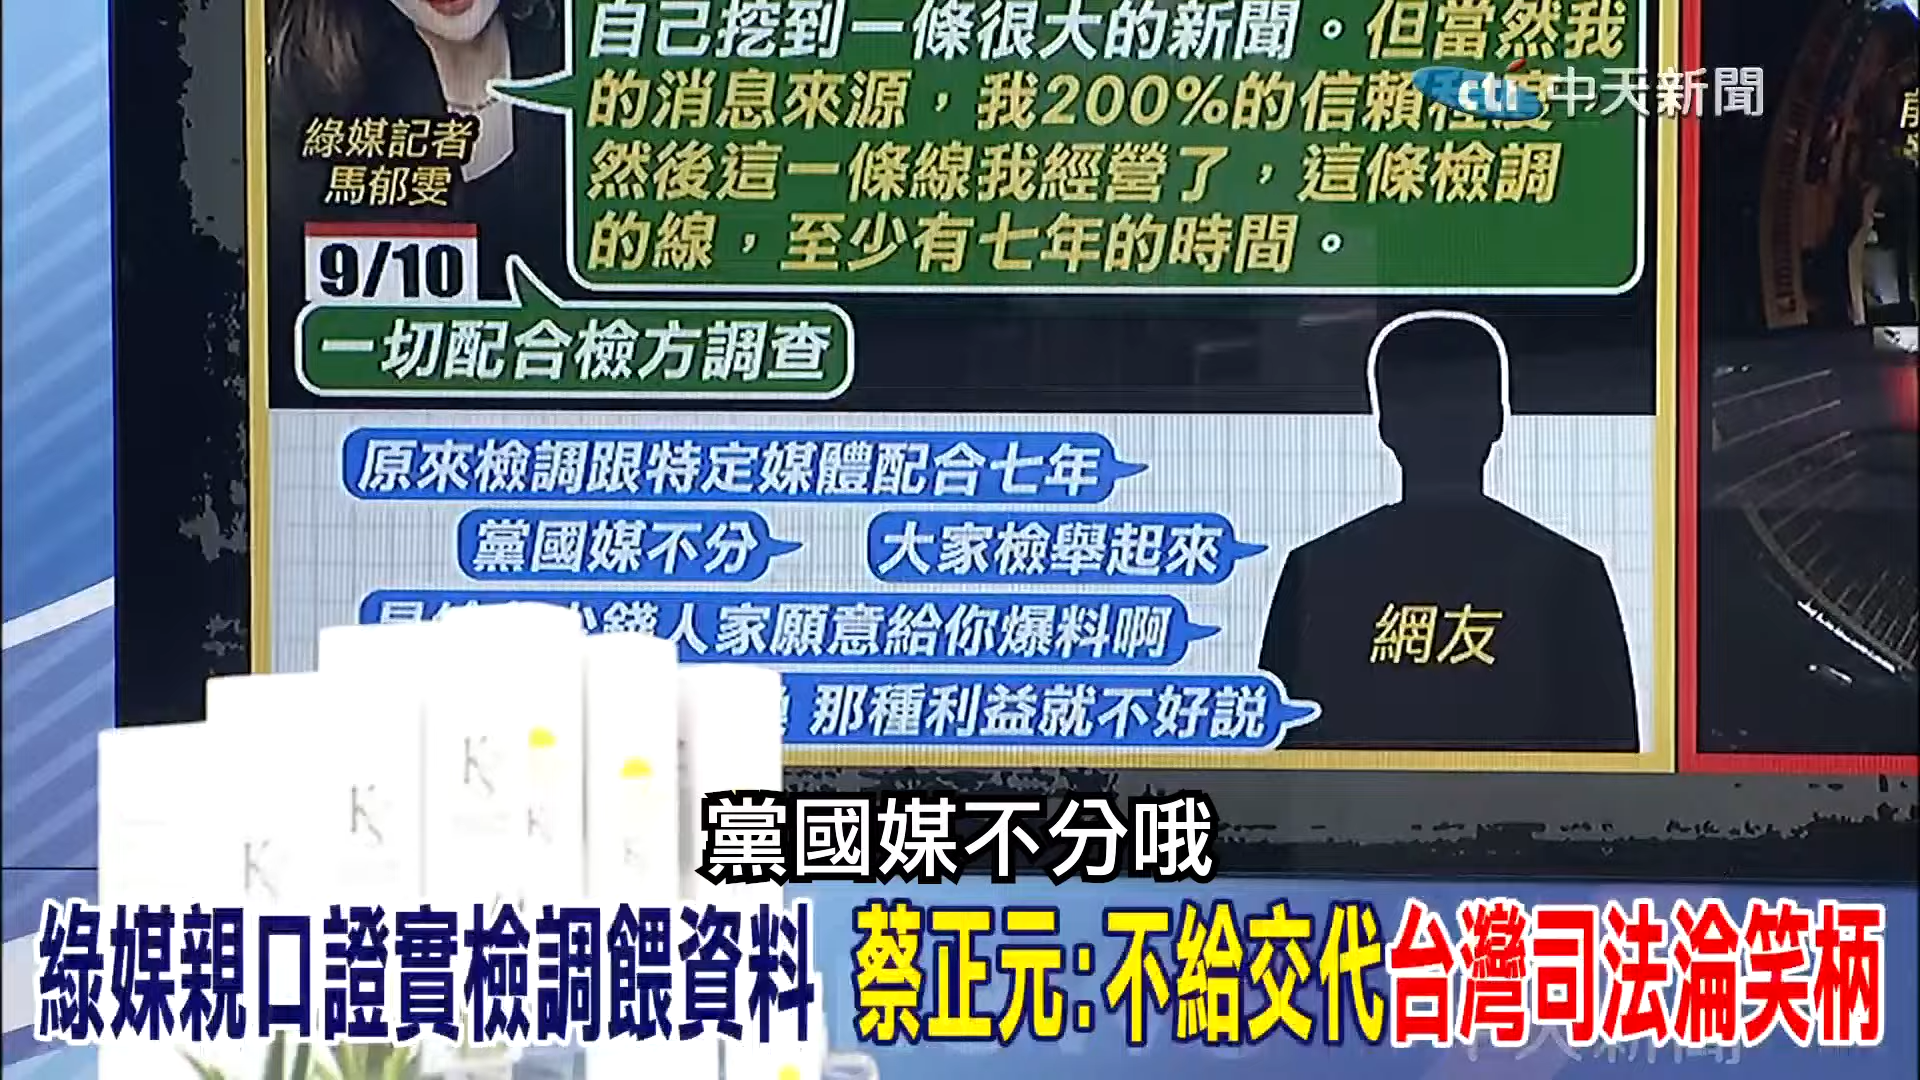 自己挖到一條很大的新聞。但當然我
的消息來源，我200%的信賴程度
cti 中天新聞
然後這一條線我經營了，這條檢調
的線，至少有七年的時間。
綠媒記者
馬郁雯
9/10
一切配合檢方調查
原來檢調跟特定媒體配合七年
黨國媒不分
大家檢舉起來
錢人家願意給你爆料啊
網友
那種利益就不好說
K
K
K
黨國媒不分哦
綠媒親口證實檢調餵資料 蔡正元:不給交代台灣司法淪笑柄